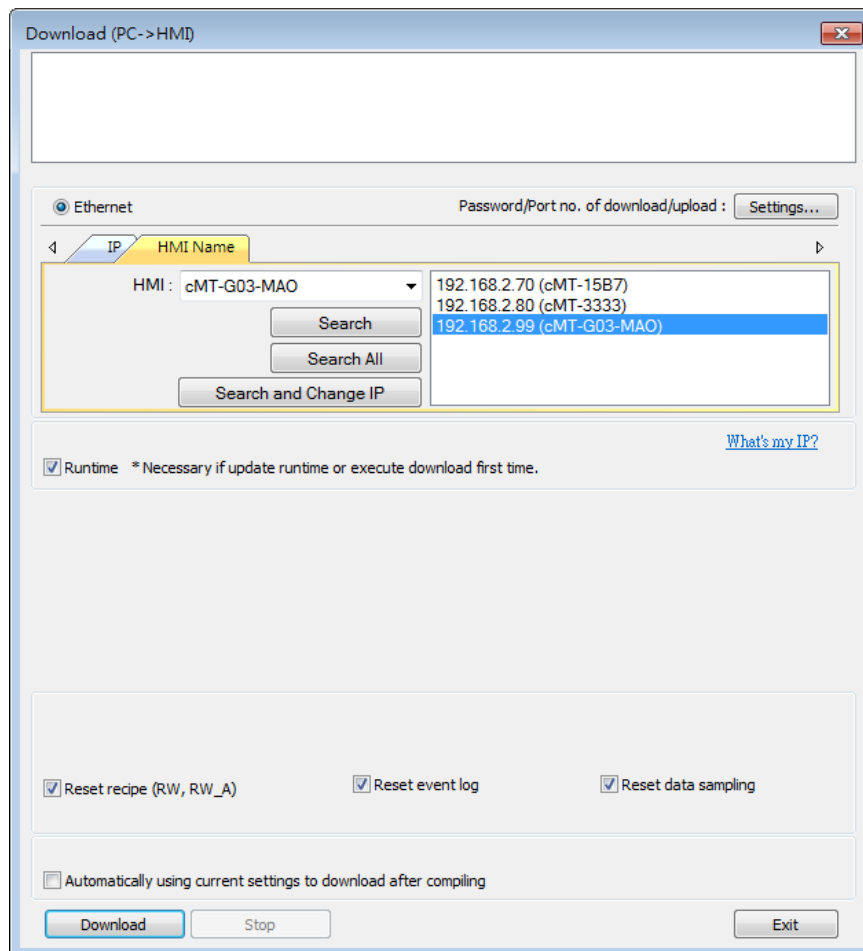 Download (PC->HMI)
Ethernet Password/Port no. of download/upload : Settings...
IP HMI Name
HMI : cMT-G03-MAO
Search
Search All
Search and Change IP
192.168.2.70 (cMT-15B7)
192.168.2.80 (cMT-3333)
192.168.2.99 (cMT-G03-MAO)
What's my IP?
Runtime * Necessary if update runtime or execute download first time.
Reset recipe (RW, RW_A) Reset event log Reset data sampling
Automatically using current settings to download after compiling
Download Stop Exit